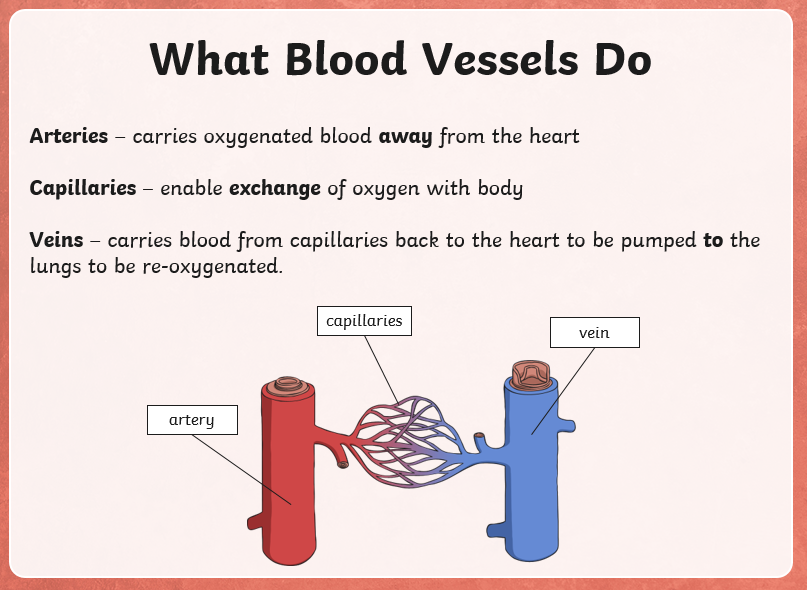 What Blood Vessels Do
Arteries – carries oxygenated blood away from the heart
Capillaries – enable exchange of oxygen with body
Veins – carries blood from capillaries back to the heart to be pumped to the
lungs to be re-oxygenated.
capillaries
vein
artery